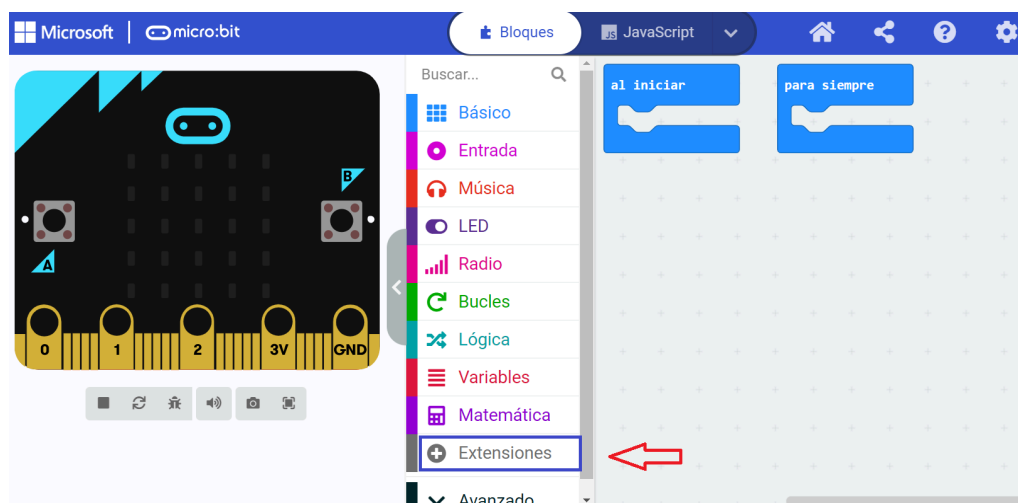 Microsoft micro:bit Bloques JS JavaScript
Buscar...
al iniciar para siempre
Básico
Entrada
Música
B
LED
A
Radio
Bucles
Lógica
0 1 2 3V GND
Variables
Matemática
Extensiones
Avanzado